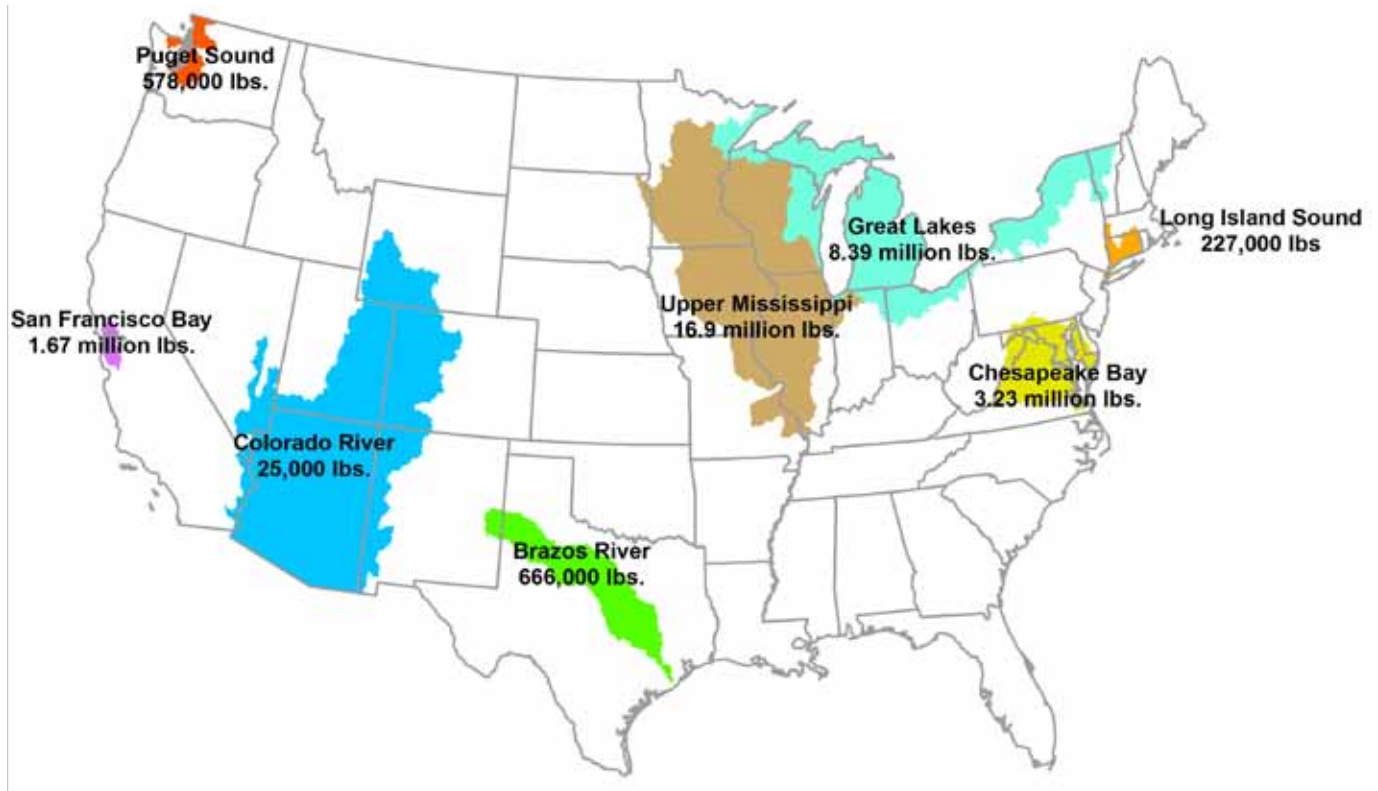 Puget Sound
578,000 lbs.
Great Lakes
8.39 million lbs.
Long Island Sound
227,000 lbs
Upper Mississippi
16.9 million lbs.
San Francisco Bay
1.67 million lbs.
Chesapeake Bay
3.23 million lbs.
Colorado River
25,000 lbs.
Brazos River
666,000 lbs.